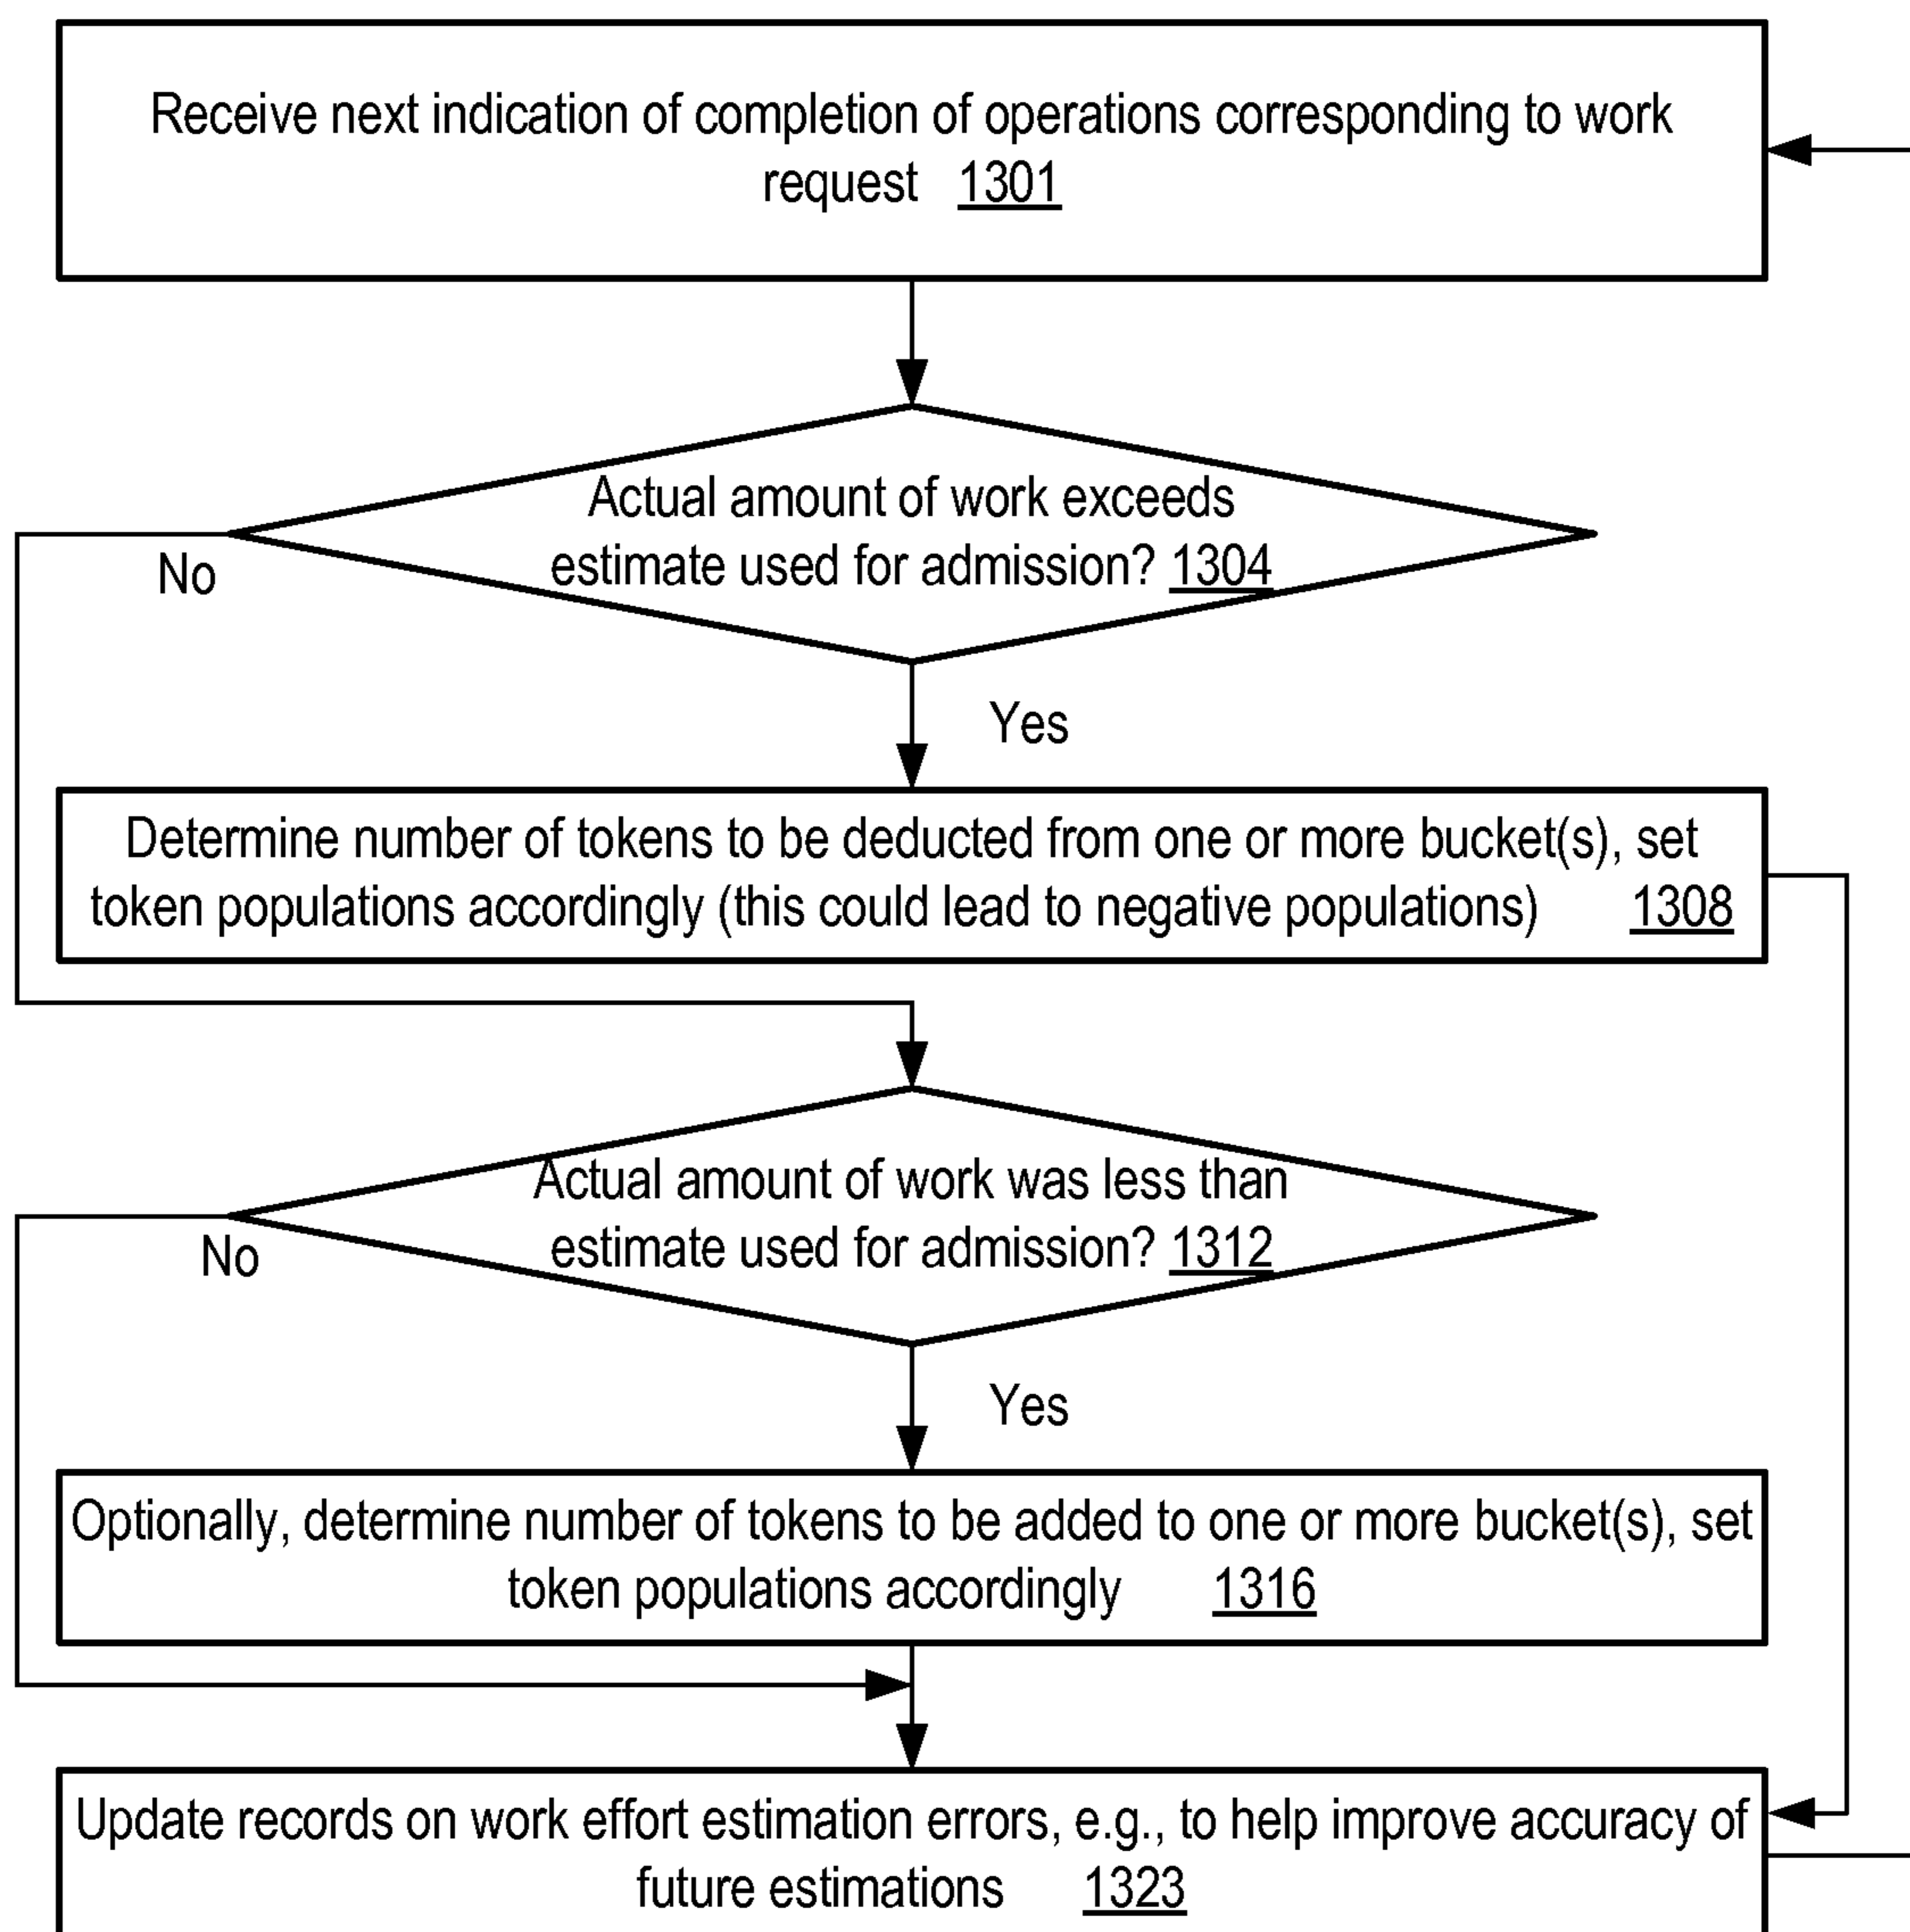 Receive next indication of completion of operations corresponding to work
request 1301
Actual amount of work exceeds
estimate used for admission? 1304
No
Yes
Determine number of tokens to be deducted from one or more bucket(s), set
token populations accordingly (this could lead to negative populations) 1308
Actual amount of work was less than
estimate used for admission? 1312
No
Yes
Optionally, determine number of tokens to be added to one or more bucket(s), set
token populations accordingly 1316
Update records on work effort estimation errors, e.g., to help improve accuracy of
future estimations 1323